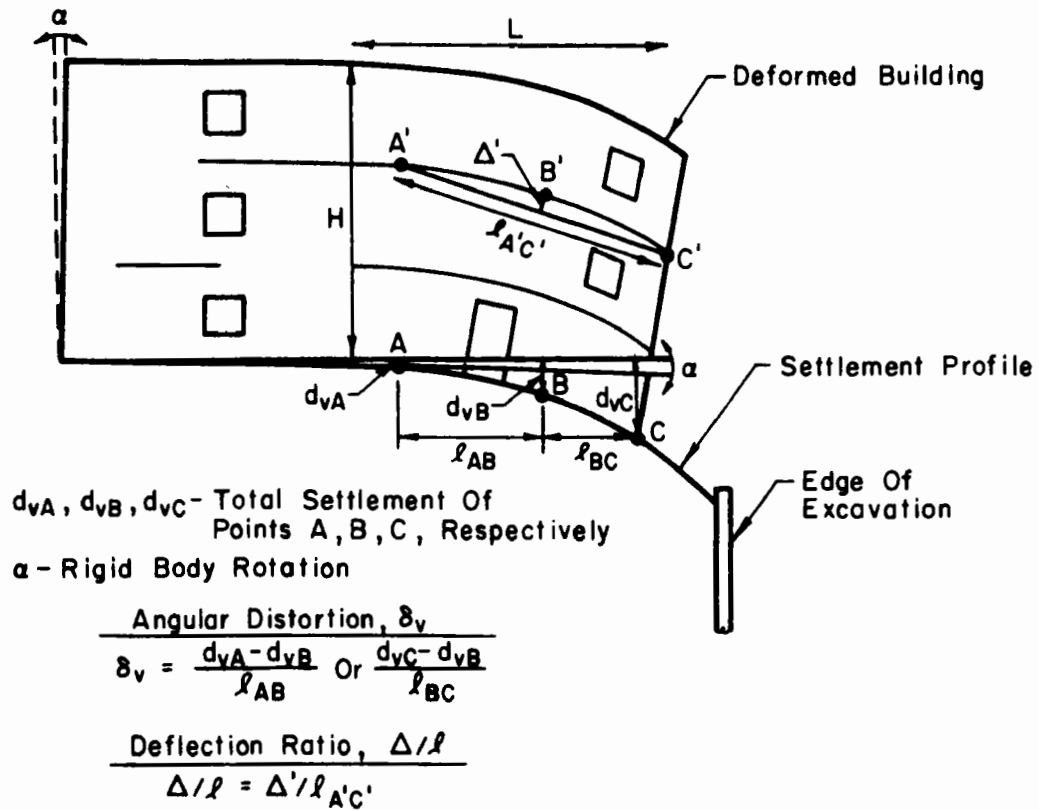 α
L
Deformed Building
A'
Δ'
B'
H
ℓA'C'
C'
A
α
Settlement Profile
dvA
dvB
B
dvC
C
ℓAB
ℓBC
Edge Of
Excavation
dvA, dvB, dvC- Total Settlement Of
Points A, B, C, Respectively
α - Rigid Body Rotation
Angular Distortion, δv
δv = dvA - dvB / ℓAB Or dvC - dvB / ℓBC
Deflection Ratio, Δ/ℓ
Δ/ℓ = Δ'/ℓA'C'